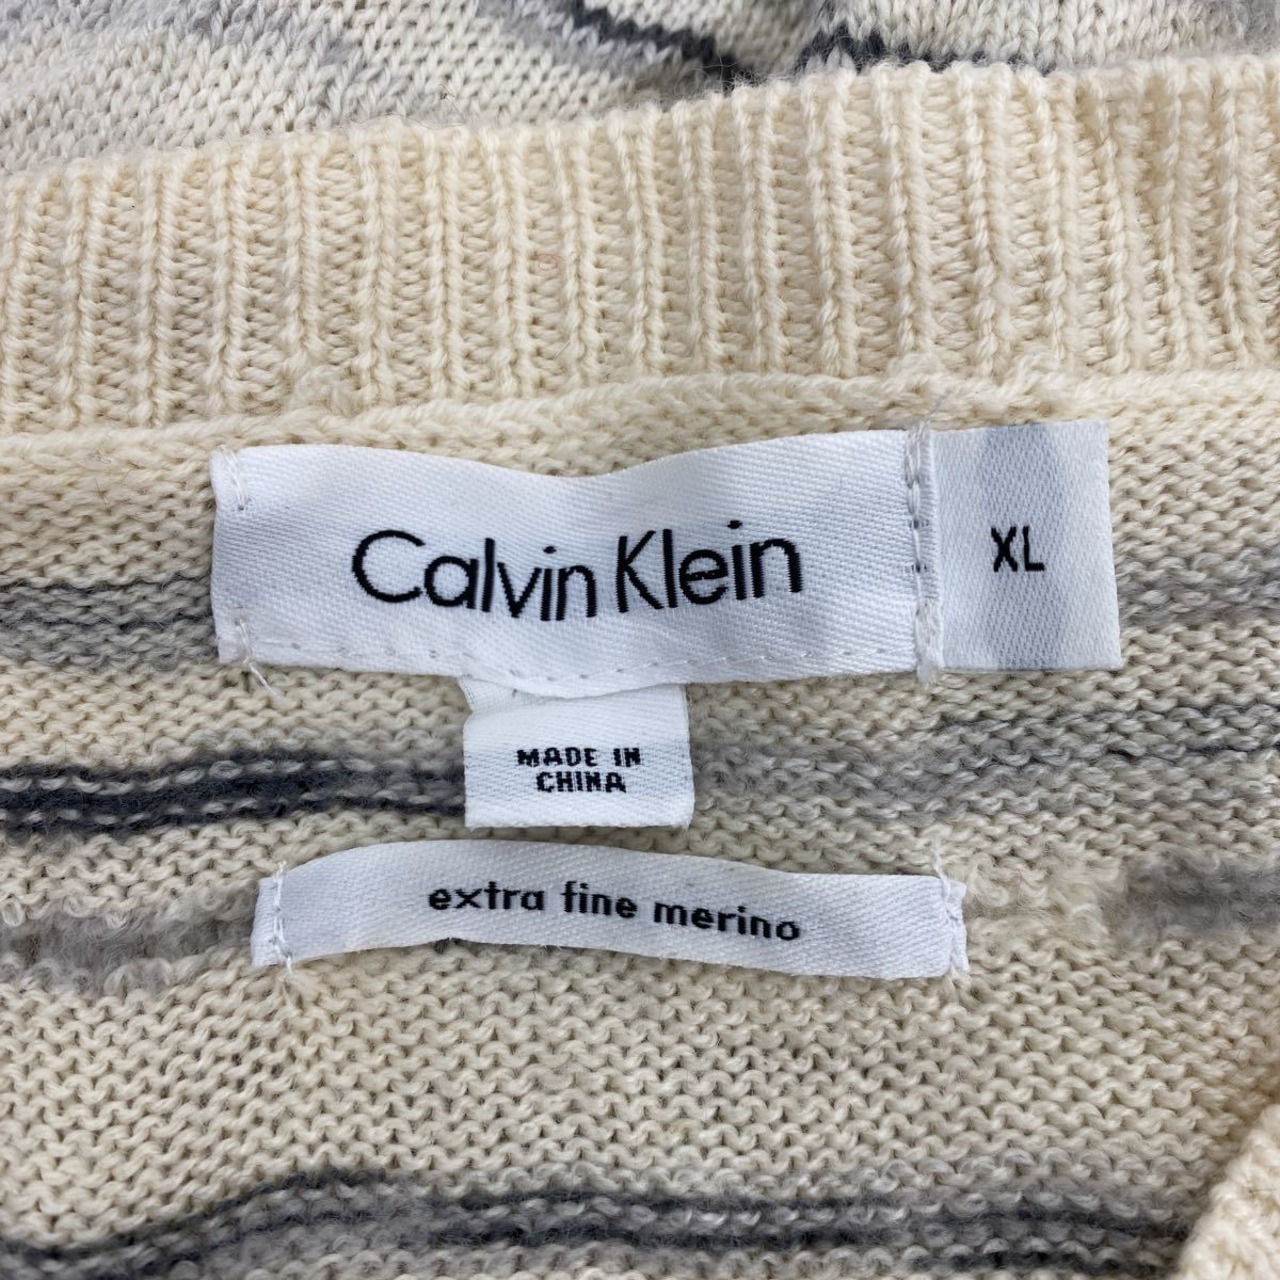 Calvin Klein
XL
MADE IN
CHINA
extra fine merino